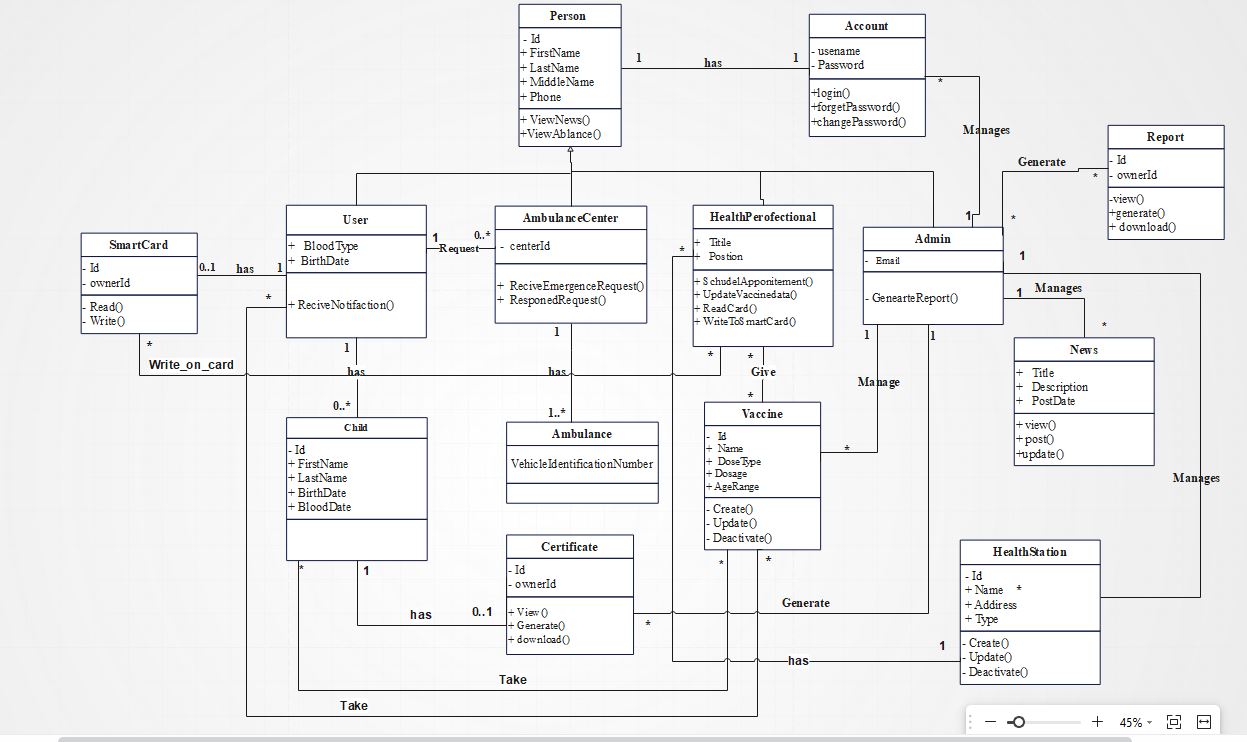 Person
- Id
+ FirstName
+ LastName
+ MiddleName
+ Phone
+ ViewNews()
+ViewAblance()
1
has
1
Account
- usename
- Password
+login()
+forgetPassword()
+changePassword()
*
Manages
1
Report
- Id
- ownerId
-view()
+generate()
+ download()
Generate
*
*
SmartCard
- Id
- ownerId
- Read()
- Write()
0..1
has
1
*
Write_on_card
User
+ BloodType
+ BirthDate
+ ReciveNotifaction()
*
1
Request
0..*
AmbulanceCenter
- centerId
+ ReciveEmergenceRequest()
+ ResponedRequest()
HealthPerofectional
+ Titile
+ Postion
+ SchudelApponitement()
+ UpdateVaccinedata()
+ ReadCard()
+ WriteToSmartCard()
*
*
*
Give
*
Admin
- Email
- GenearteReport()
1
1
Manages
*
1
1
Manage
*
News
+ Title
+ Description
+ PostDate
+ view()
+ post()
+update()
Manages
1
has
0..*
1
has
1..*
Child
- Id
+ FirstName
+ LastName
+ BirthDate
+ BloodDate
*
1
has
0..1
Ambulance
VehicleIdentificationNumber
Vaccine
- Id
+ Name
+ DoseType
+ Dosage
+ AgeRange
- Create()
- Update()
- Deactivate()
*
*
Certificate
- Id
- ownerId
+ View()
+ Generate()
+ download()
*
Generate
HealthStation
- Id
+ Name *
+ Address
+ Type
- Create()
- Update()
- Deactivate()
1
has
Take
Take
45%